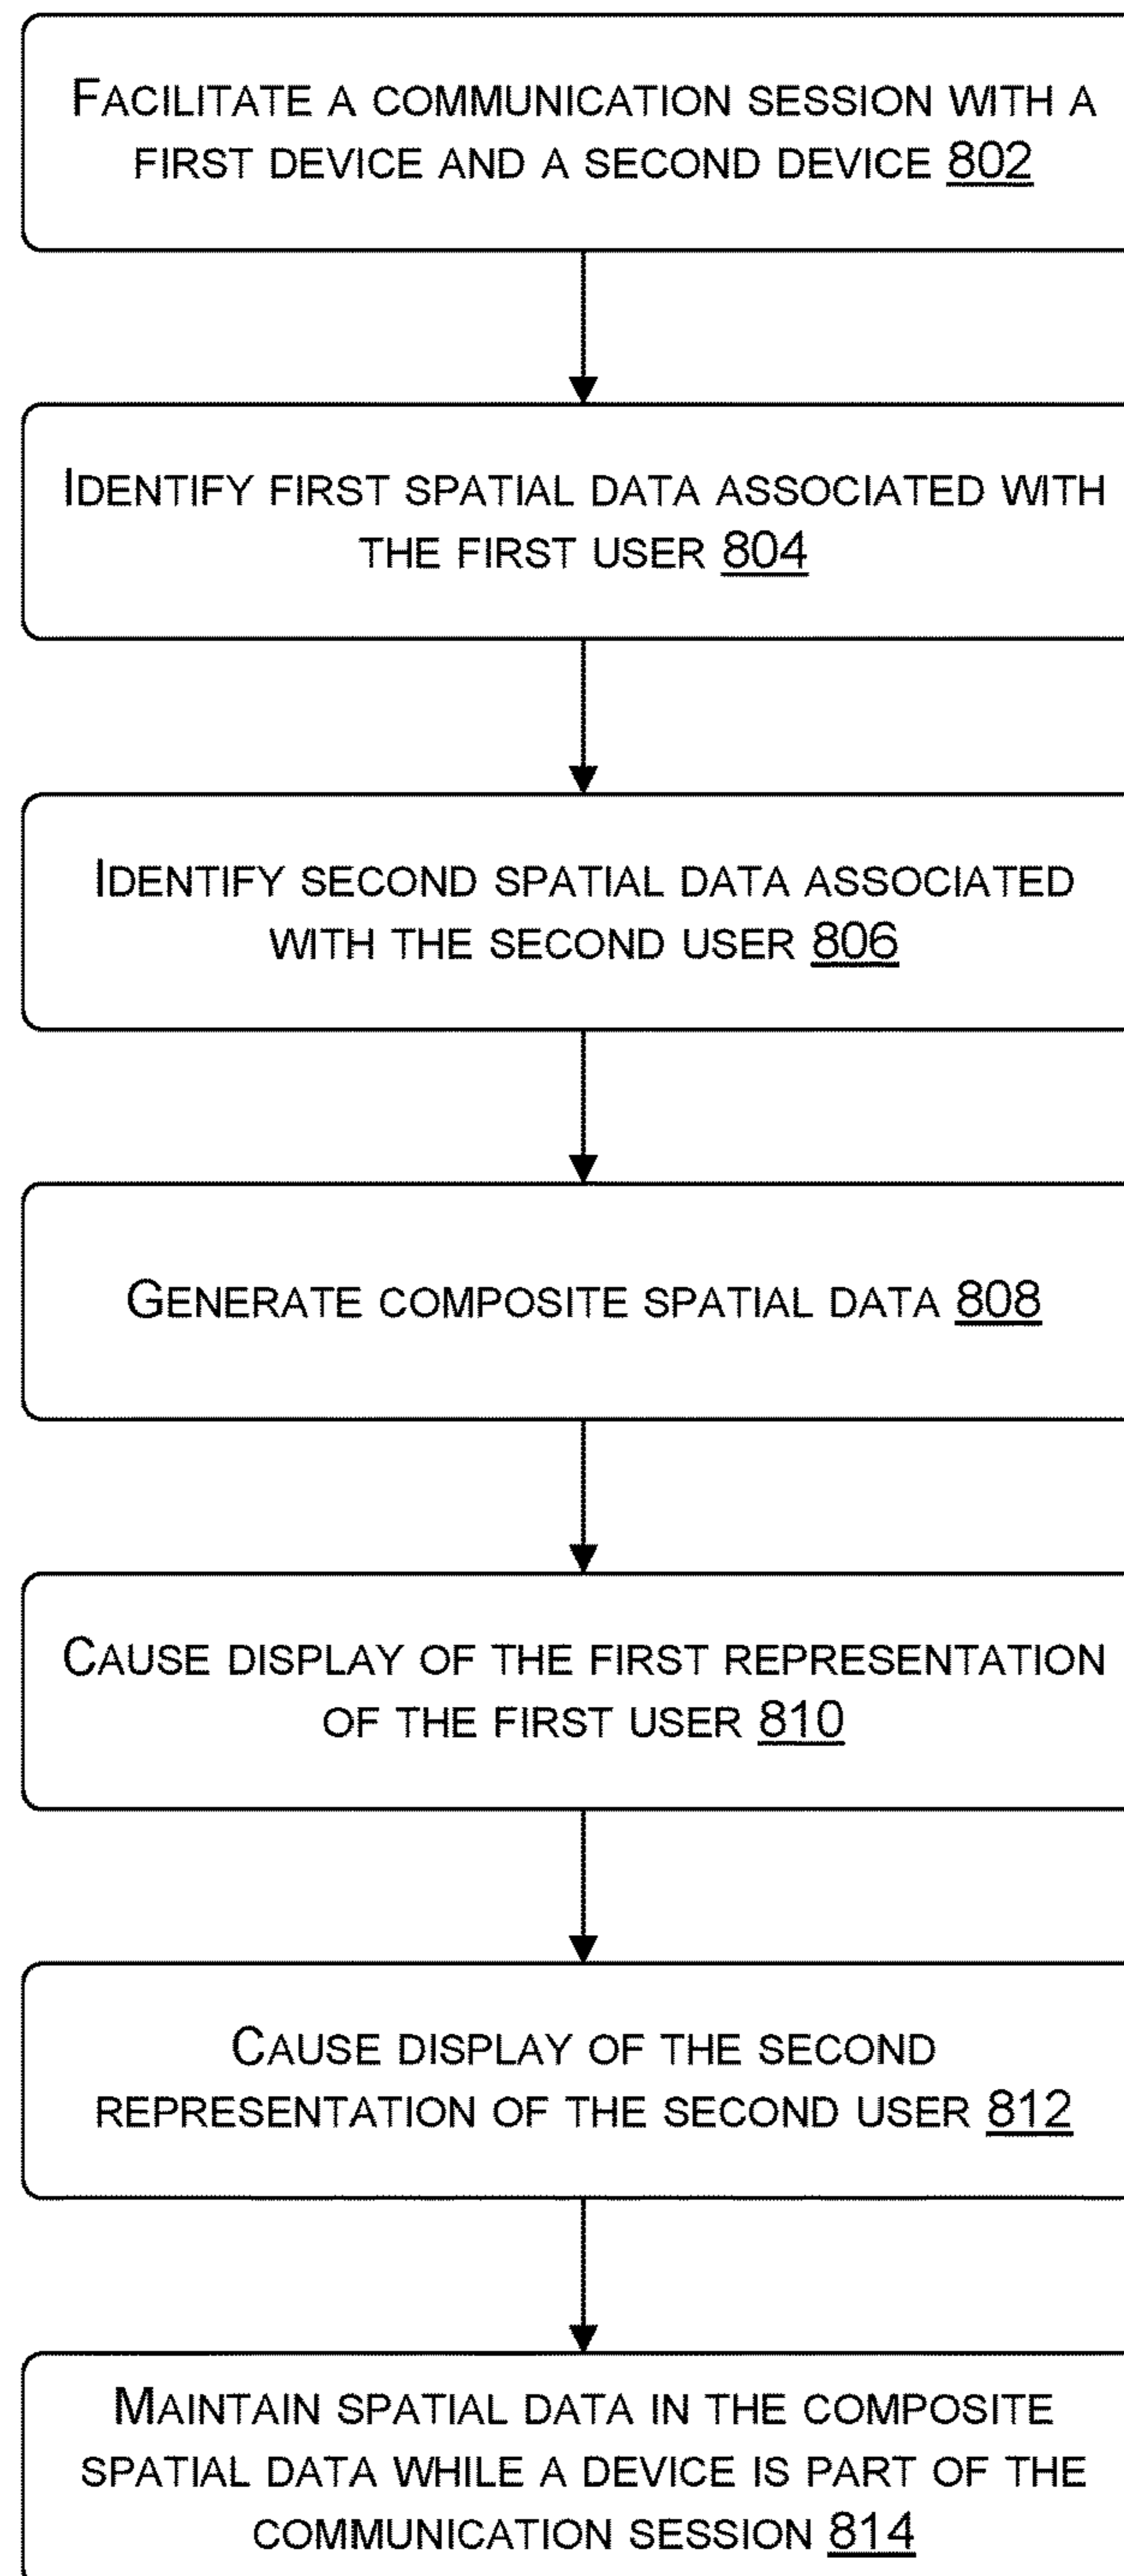 FACILITATE A COMMUNICATION SESSION WITH A
FIRST DEVICE AND A SECOND DEVICE 802
IDENTIFY FIRST SPATIAL DATA ASSOCIATED WITH
THE FIRST USER 804
IDENTIFY SECOND SPATIAL DATA ASSOCIATED
WITH THE SECOND USER 806
GENERATE COMPOSITE SPATIAL DATA 808
CAUSE DISPLAY OF THE FIRST REPRESENTATION
OF THE FIRST USER 810
CAUSE DISPLAY OF THE SECOND
REPRESENTATION OF THE SECOND USER 812
MAINTAIN SPATIAL DATA IN THE COMPOSITE
SPATIAL DATA WHILE A DEVICE IS PART OF THE
COMMUNICATION SESSION 814